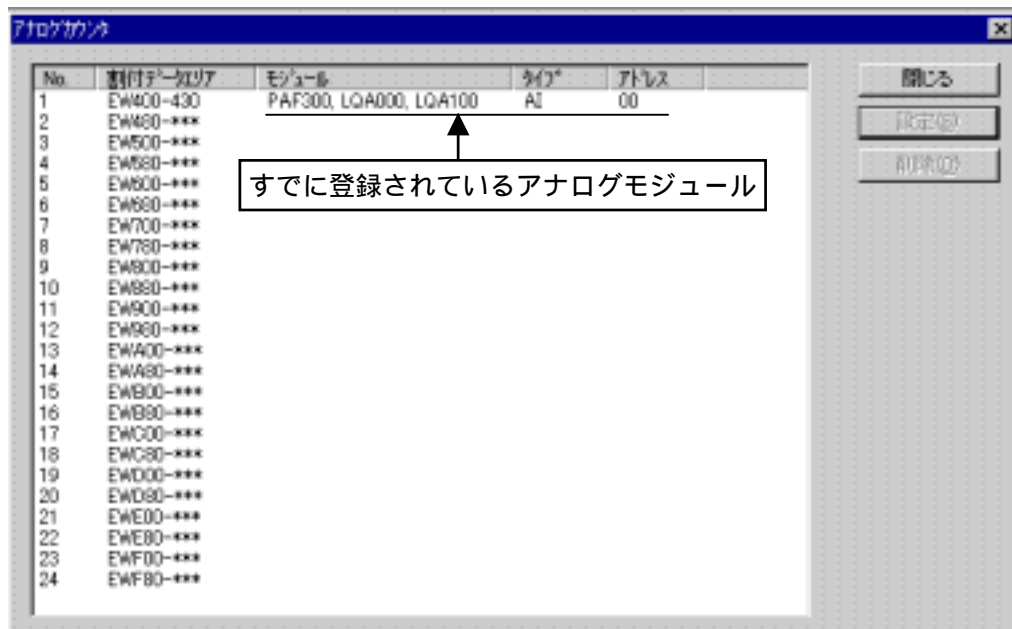 アナログカウンタ
No. 割付データエリア モジュール タイプ アドレス
1 EW400-430 PAF300, LQA000, LQA100 AI 00
2 EW480-***
3 EW500-***
4 EW580-***
5 EW600-***
6 EW680-***
7 EW700-***
8 EW780-***
9 EW800-***
10 EW880-***
11 EW900-***
12 EW980-***
13 EWA00-***
14 EWA80-***
15 EWB00-***
16 EWB80-***
17 EWC00-***
18 EWC80-***
19 EWD00-***
20 EWD80-***
21 EWE00-***
22 EWE80-***
23 EWF00-***
24 EWF80-***
すでに登録されているアナログモジュール
閉じる
設定(S)
削除(D)